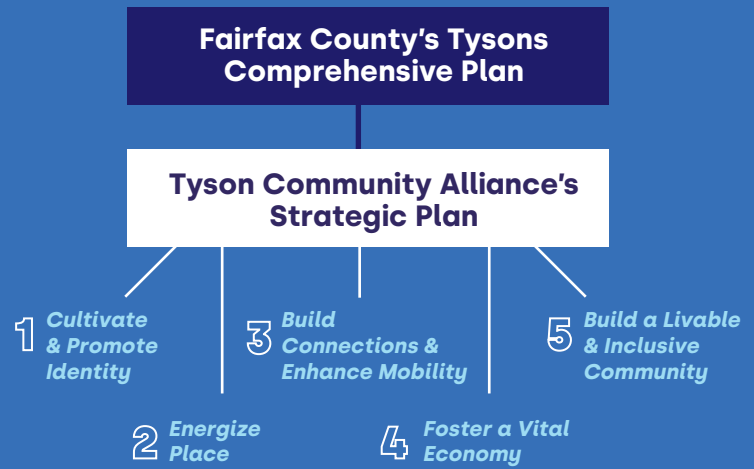 Fairfax County's Tysons
Comprehensive Plan
Tyson Community Alliance's
Strategic Plan
1 Cultivate
& Promote
Identity
2 Energize
Place
3 Build
Connections &
Enhance Mobility
4 Foster a Vital
Economy
5 Build a Livable
& Inclusive
Community